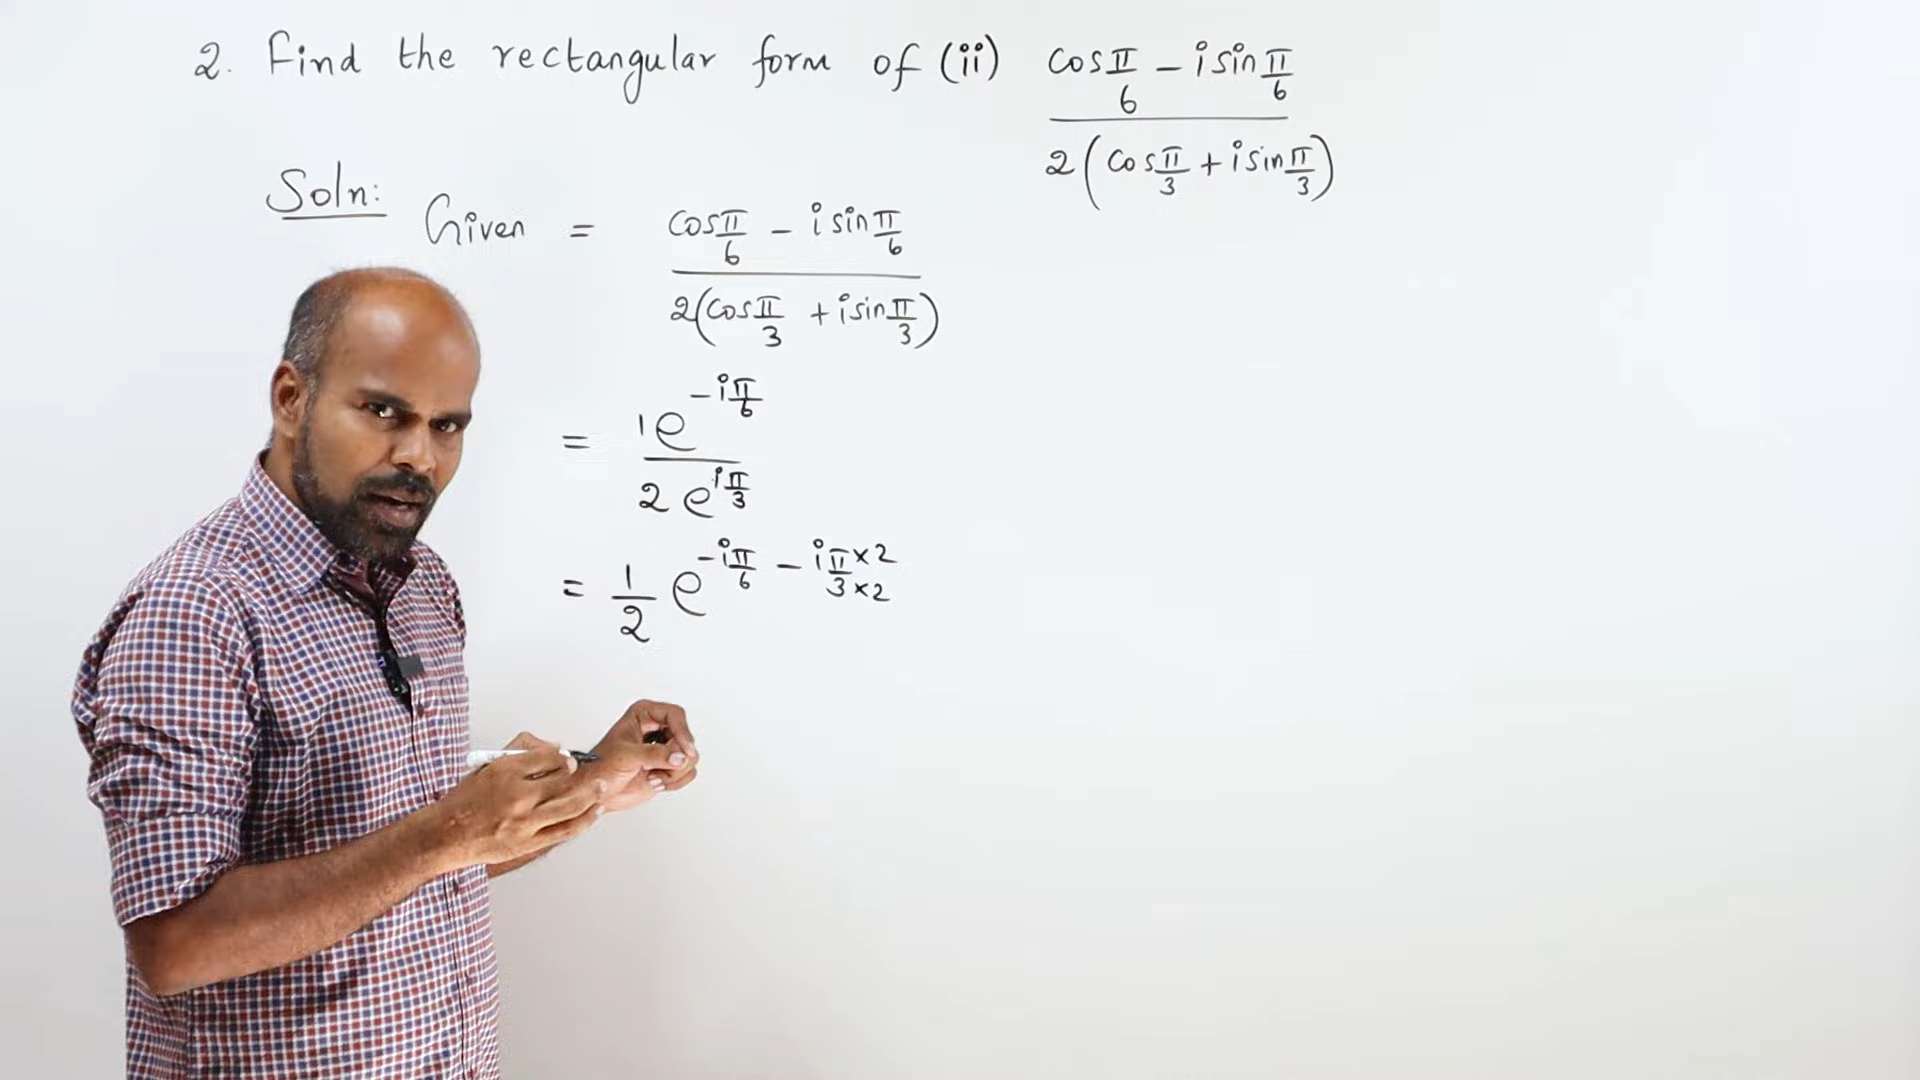 2. Find the rectangular form of (ii) cos π/6 - i sin π/6 / 2(cos π/3 + i sin π/3)
Soln: Given = cos π/6 - i sin π/6 / 2(cos π/3 + i sin π/3)
= 1e^(-iπ/6) / 2e^(iπ/3)
= 1/2 e^(-iπ/6 - iπ×2/3×2)